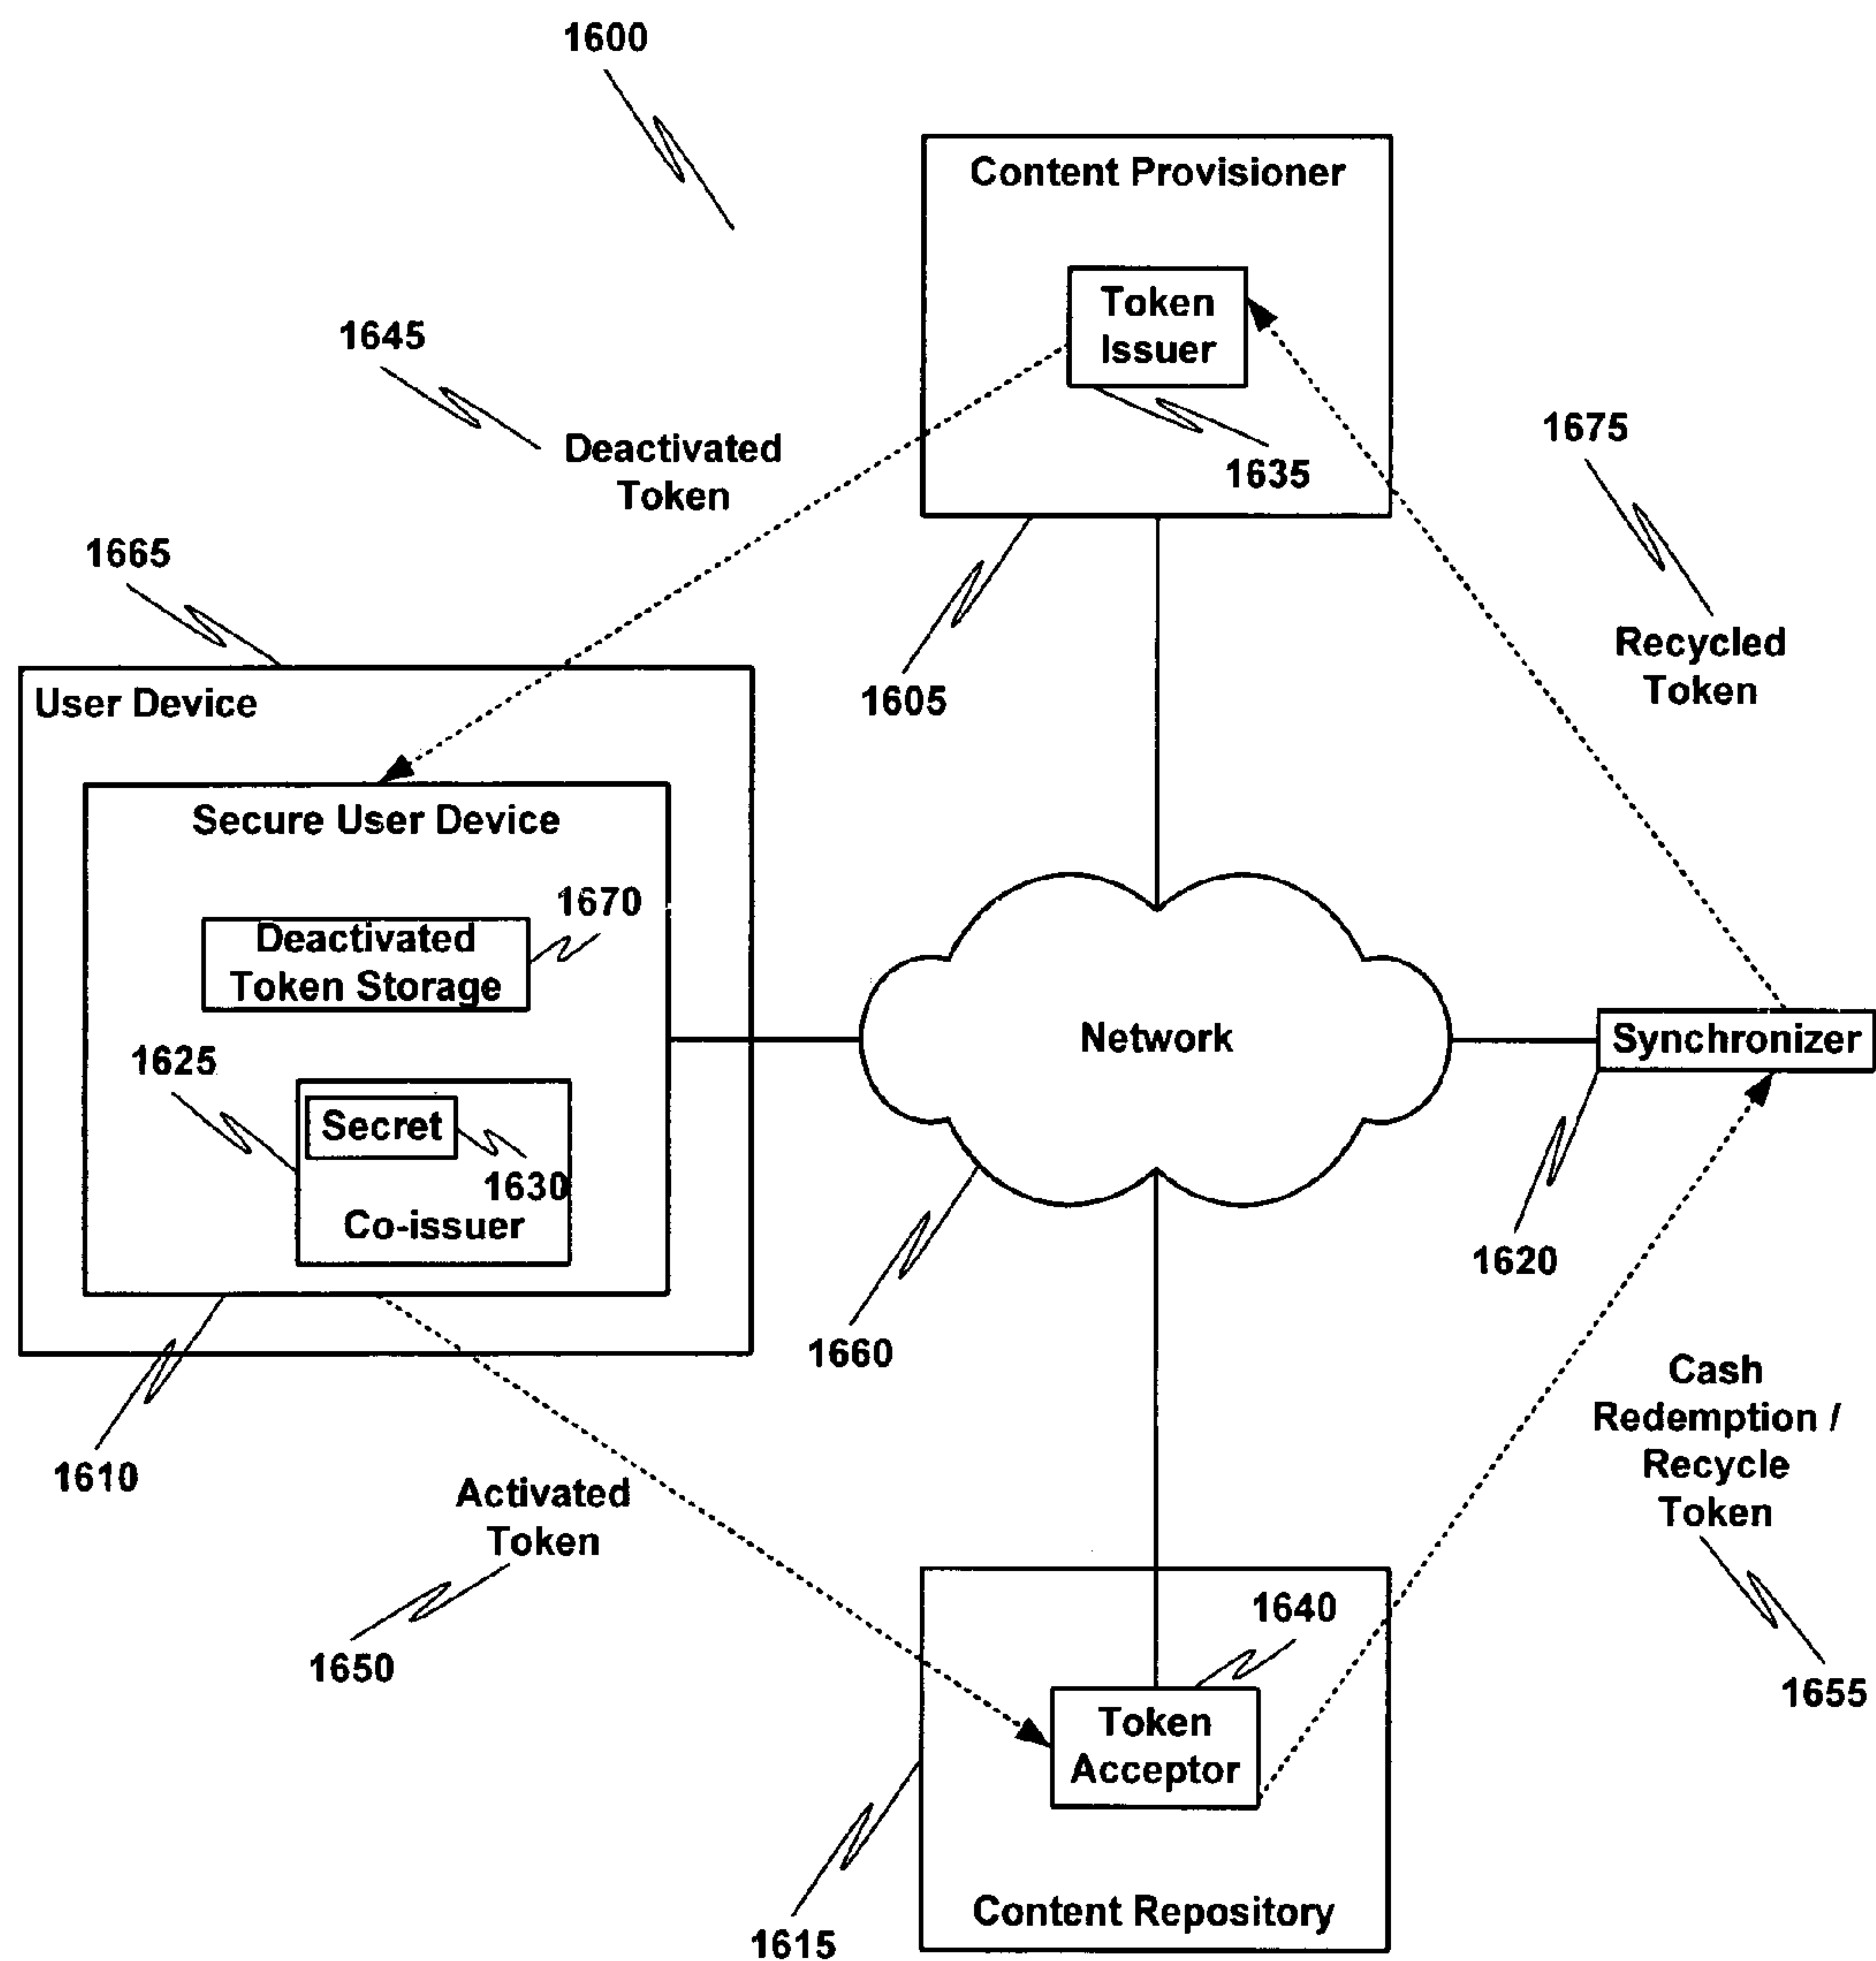 1600
Content Provisioner
Token
Issuer
1635
1645
Deactivated
Token
1675
Recycled
Token
1665
1605
User Device
Secure User Device
1670
Deactivated
Token Storage
1625
Secret
1630
Co-issuer
Network
Synchronizer
1620
1660
1610
Activated
Token
1650
Cash
Redemption /
Recycle
Token
1655
1640
Token
Acceptor
Content Repository
1615